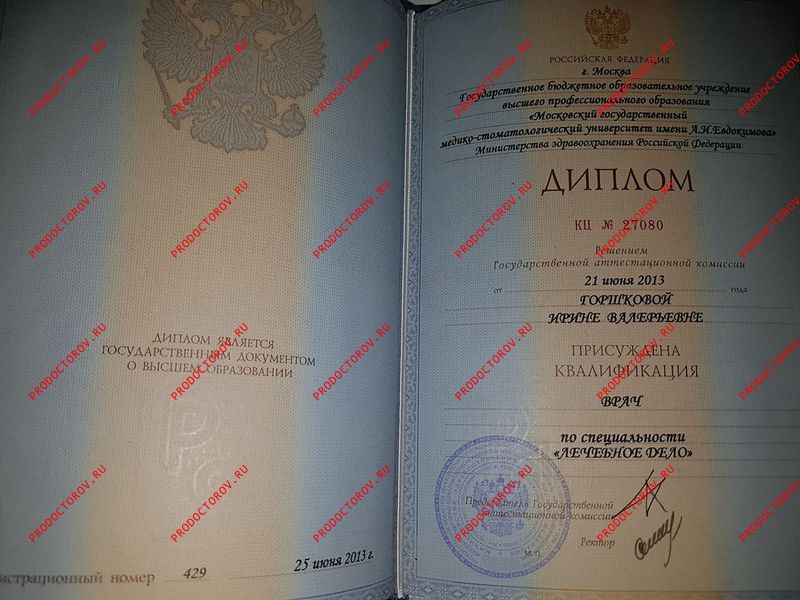 ДИПЛОМ ЯВЛЯЕТСЯ
ГОСУДАРСТВЕННЫМ ДОКУМЕНТОМ
О ВЫСШЕМ ОБРАЗОВАНИИ
истрационный номер 429 25 июня 2013 г.
РОССИЙСКАЯ ФЕДЕРАЦИЯ
г. Москва
Государственное бюджетное образовательное учреждение
высшего профессионального образования
«Московский государственный
медико-стоматологический университет имени А.И.Евдокимова»
Министерства здравоохранения Российской Федерации
ДИПЛОМ
КЦ № 27080
Решением
Государственной аттестационной комиссии
от 21 июня 2013 года
ГОРШКОВОЙ
ИРИНЕ ВАЛЕРЬЕВНЕ
ПРИСУЖДЕНА
КВАЛИФИКАЦИЯ
ВРАЧ
по специальности
«ЛЕЧЕБНОЕ ДЕЛО»
Председатель Государственной
аттестационной комиссии
Ректор
М.П.
PRODOCTOROV.RU